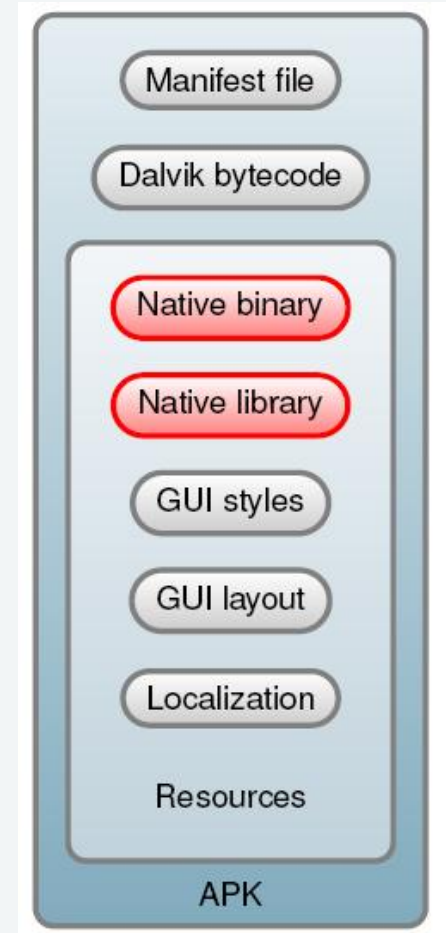 Manifest file
Dalvik bytecode
Native binary
Native library
GUI styles
GUI layout
Localization
Resources
APK